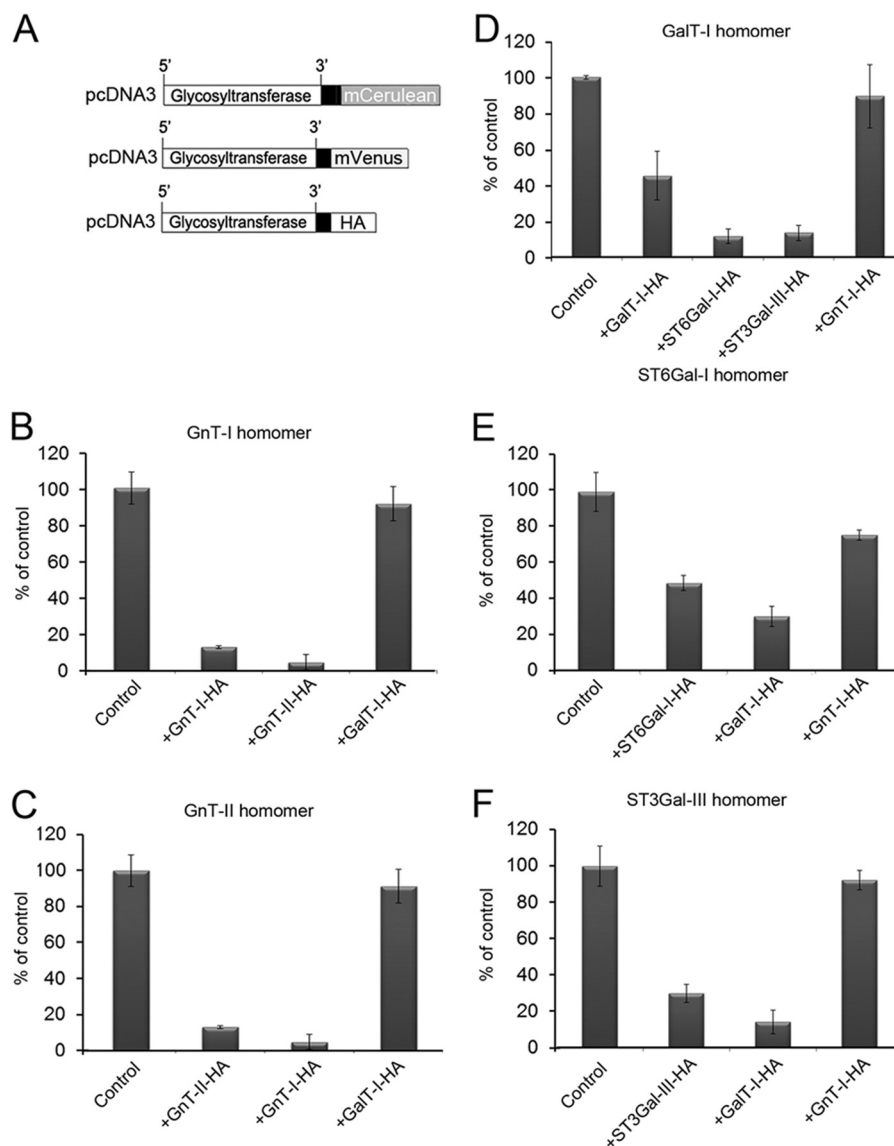 A
5' 3'
pcDNA3 Glycosyltransferase mCerulean
5' 3'
pcDNA3 Glycosyltransferase mVenus
5' 3'
pcDNA3 Glycosyltransferase HA
B
GnT-I homomer
% of control
120
100
80
60
40
20
0
Control
+GnT-I-HA
+GnT-II-HA
+GalT-I-HA
C
GnT-II homomer
% of control
120
100
80
60
40
20
0
Control
+GnT-II-HA
+GnT-I-HA
+GalT-I-HA
D
GalT-I homomer
% of control
120
100
80
60
40
20
0
Control
+GalT-I-HA
+ST6Gal-I-HA
+ST3Gal-III-HA
+GnT-I-HA
ST6Gal-I homomer
E
% of control
120
100
80
60
40
20
0
Control
+ST6Gal-I-HA
+GalT-I-HA
+GnT-I-HA
F
ST3Gal-III homomer
% of control
120
100
80
60
40
20
0
Control
+ST3Gal-III-HA
+GalT-I-HA
+GnT-I-HA